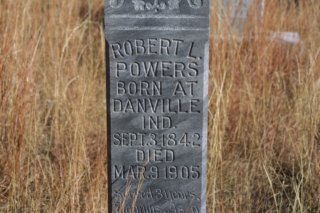 ROBERT L.
POWERS
BORN AT
DANVILLE
IND.
SEPT. 3 1842
DIED
MAR. 9 1905